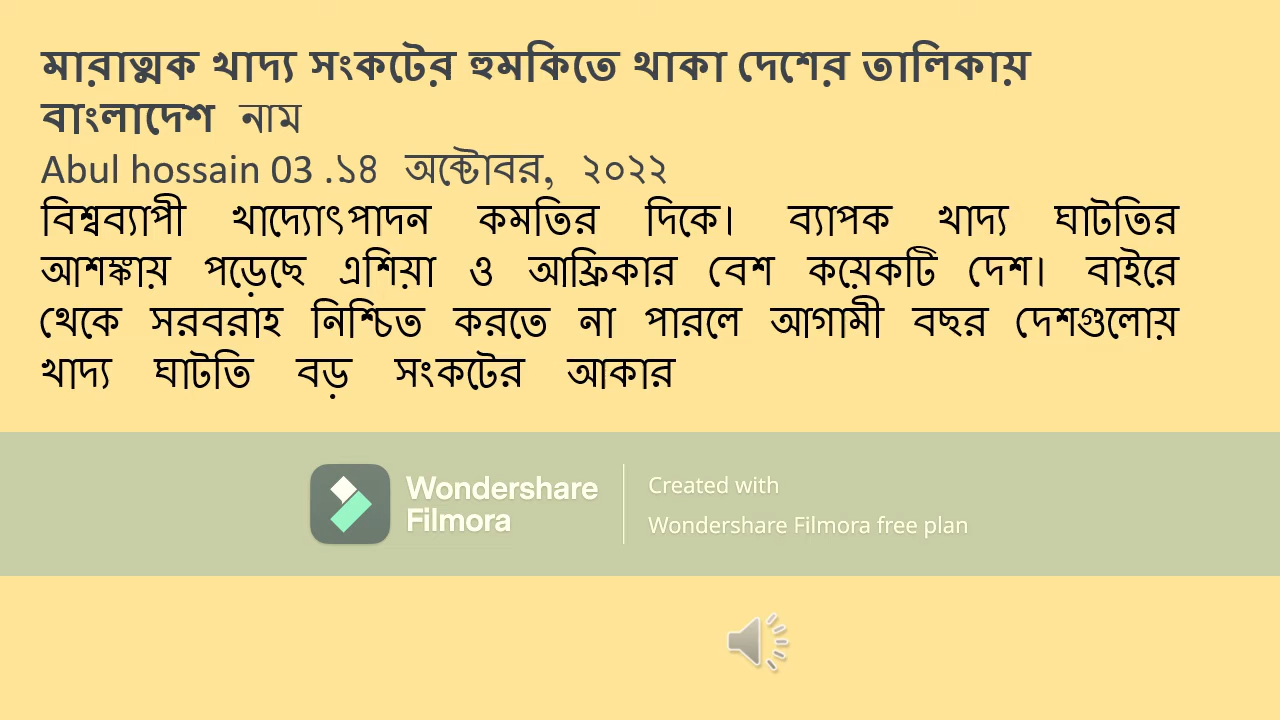 মারাত্মক খাদ্য সংকটের হুমকিতে থাকা দেশের তালিকায়
বাংলাদেশ নাম
Abul hossain 03 .১৪ অক্টোবর, ২০২২
বিশ্বব্যাপী খাদ্যোৎপাদন কমতির দিকে। ব্যাপক খাদ্য ঘাটতির
আশঙ্কায় পড়েছে এশিয়া ও আফ্রিকার বেশ কয়েকটি দেশ। বাইরে
থেকে সরবরাহ নিশ্চিত করতে না পারলে আগামী বছর দেশগুলোয়
খাদ্য ঘাটতি বড় সংকটের আকার
Wondershare
Filmora
Created with
Wondershare Filmora free plan